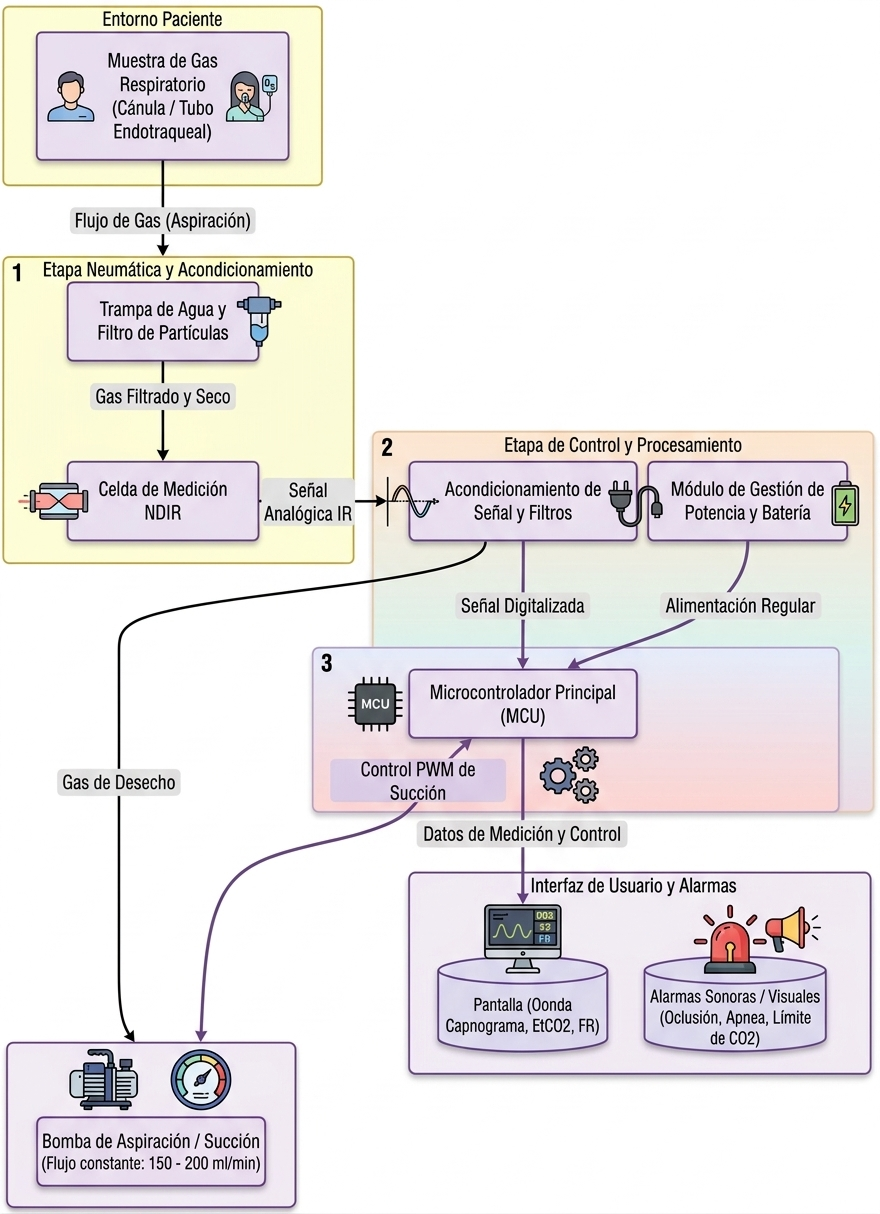 Entorno Paciente
Muestra de Gas
Respiratorio
(Cánula / Tubo
Endotraqueal)
Flujo de Gas (Aspiración)
1
Etapa Neumática y Acondicionamiento
Trampa de Agua y
Filtro de Partículas
Gas Filtrado y Seco
Celda de Medición
NDIR
Señal
Analógica IR
2
Etapa de Control y Procesamiento
Acondicionamiento de
Señal y Filtros
Módulo de Gestión de
Potencia y Batería
Señal Digitalizada
Alimentación Regular
3
MCU
Microcontrolador Principal
(MCU)
Control PWM de
Succión
Gas de Desecho
Datos de Medición y Control
Interfaz de Usuario y Alarmas
Pantalla (Oonda
Capnograma, EtCO2, FR)
Alarmas Sonoras / Visuales
(Oclusión, Apnea, Límite
de CO2)
Bomba de Aspiración / Succión
(Flujo constante: 150 - 200 ml/min)